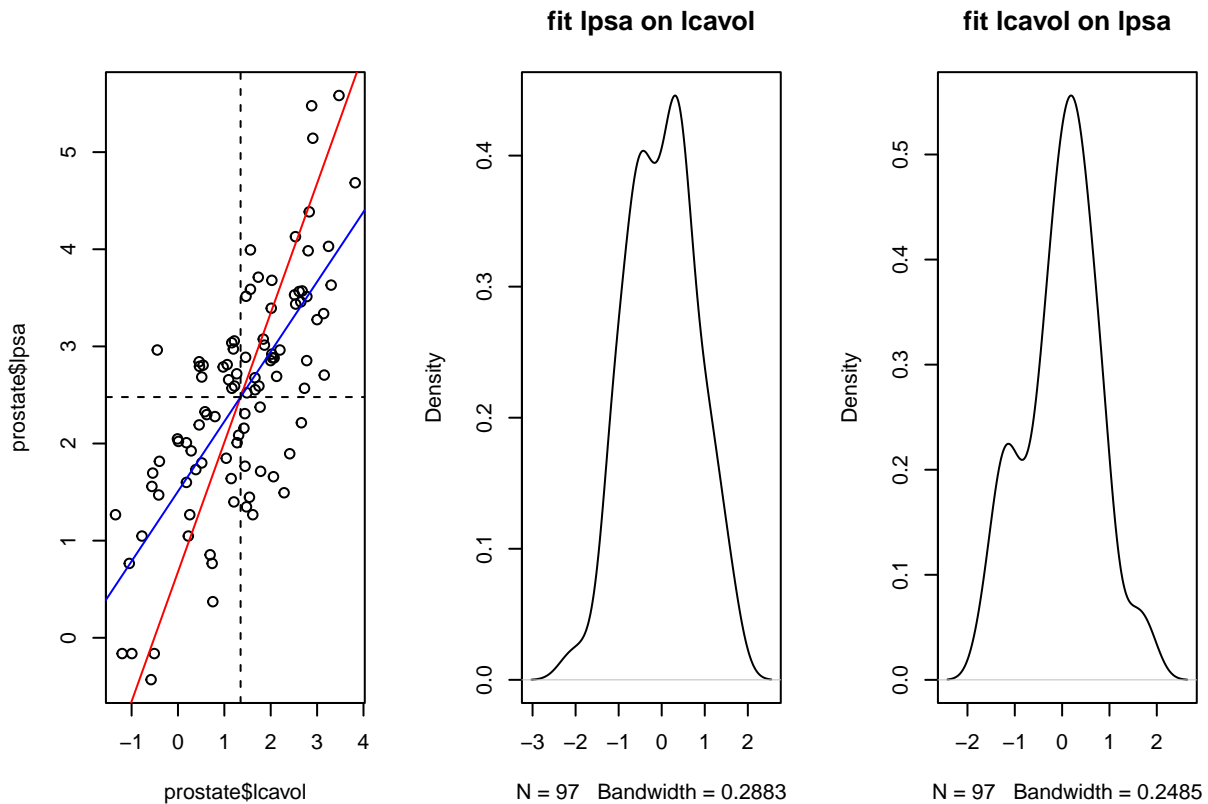 prostate$lpsa
0 1 2 3 4 5
−1 0 1 2 3 4
prostate$lcavol
fit lpsa on lcavol
Density
0.0 0.1 0.2 0.3 0.4
−3 −2 −1 0 1 2
N = 97 Bandwidth = 0.2883
fit lcavol on lpsa
Density
0.0 0.1 0.2 0.3 0.4 0.5
−2 −1 0 1 2
N = 97 Bandwidth = 0.2485